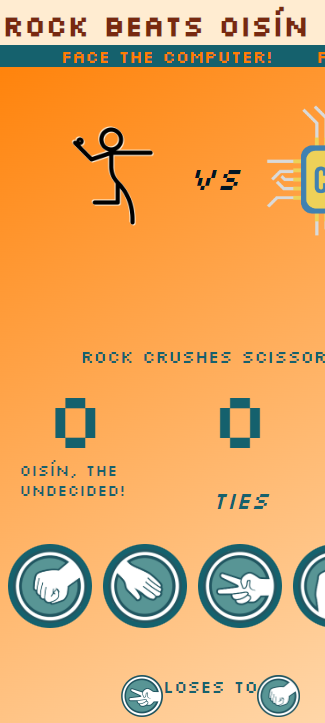 ROCK BEATS OISÍN
FACE THE COMPUTER!
VS
C
ROCK CRUSHES SCISSOR
0
0
OISÍN, THE
UNDECIDED!
TIES
LOSES TO